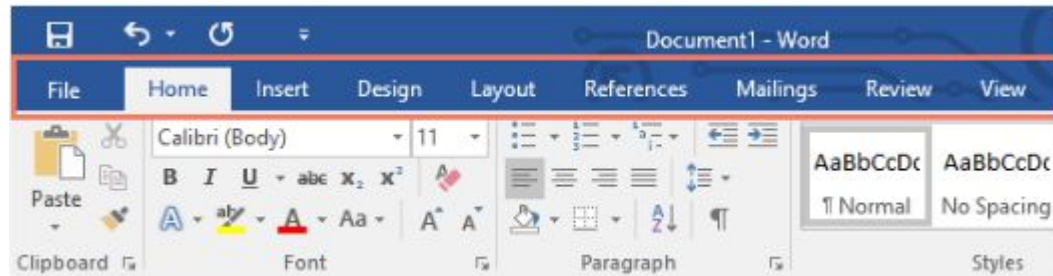 Document1 - Word
File Home Insert Design Layout References Mailings Review View
Calibri (Body) 11
Paste
B I U abc X₂ X²
A aby A Aa A A
AaBbCcDc AaBbCcDc
¶ Normal No Spacing
Clipboard Font Paragraph Styles